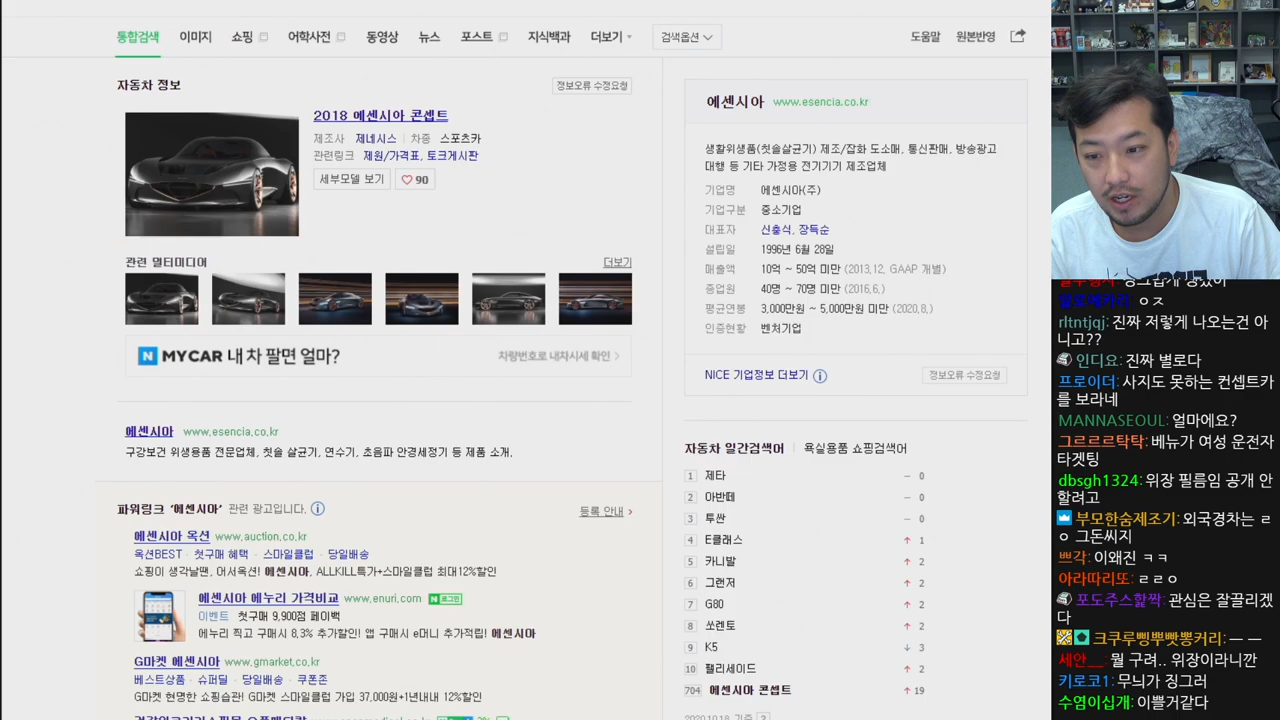 통합검색 이미지 쇼핑 어학사전 동영상 뉴스 포스트 지식백과 더보기 검색옵션 도움말 원본반영
자동차 정보 정보오류 수정요청
2018 에센시아 콘셉트
제조사 제네시스 차종 스포츠카
관련링크 제원/가격표, 토크게시판
세부모델 보기 90
관련 멀티미디어 더보기
N MYCAR 내 차 팔면 얼마? 차량번호로 내차시세 확인
에센시아 www.esencia.co.kr
구강보건 위생용품 전문업체, 칫솔 살균기, 연수기, 초음파 안경세정기 등 제품 소개.
파워링크 '에센시아' 관련 광고입니다. 등록 안내
에센시아 옥션 www.auction.co.kr
옥션BEST · 첫구매 혜택 · 스마일클럽 · 당일배송
쇼핑이 생각날땐, 어서옥션! 에센시아, ALLKILL특가+스마일클럽 최대12%할인
에센시아 에누리 가격비교 www.enuri.com N 로그인
이벤트 첫구매 9,900점 페이백
에누리 찍고 구매시 8.3% 추가할인! 앱 구매시 e머니 추가적립! 에센시아
G마켓 에센시아 www.gmarket.co.kr
베스트상품 · 슈퍼딜 · 당일배송 · 쿠폰존
G마켓 현명한 쇼핑습관! G마켓 스마일클럽 가입 37,000원+1년내내 12%할인
에센시아 www.esencia.co.kr
생활위생품(칫솔살균기) 제조/잡화 도소매, 통신판매, 방송광고
대행 등 기타 가정용 전기기기 제조업체
기업명 에센시아(주)
기업구분 중소기업
대표자 신충식, 장득순
설립일 1996년 6월 28일
매출액 10억 ~ 50억 미만 (2013.12. GAAP 개별)
종업원 40명 ~ 70명 미만 (2016.6.)
평균연봉 3,000만원 ~ 5,000만원 미만 (2020.8.)
인증현황 벤처기업
NICE 기업정보 더보기 정보오류 수정요청
자동차 일간검색어 욕실용품 쇼핑검색어
1 제타 – 0
2 아반떼 – 0
3 투싼 – 0
4 E클래스 ↑ 1
5 카니발 ↑ 2
6 그랜저 ↑ 2
7 G80 ↑ 2
8 쏘렌토 ↑ 2
9 K5 ↓ 3
10 팰리세이드 ↑ 2
704 에센시아 콘셉트 ↑ 19
ㅇㅈ
rltntjqj: 진짜 저렇게 나오는건 아
니고??
인디요: 진짜 별로다
프로이더: 사지도 못하는 컨셉트카
를 보라네
MANNASEOUL: 얼마에요?
그르르르탁탁: 베뉴가 여성 운전자
타겟팅
dbsgh1324: 위장 필름임 공개 안
할려고
부모한숨제조기: 외국경차는 ㄹ
ㅇ 그돈씨지
쁘각: 이왜진 ㅋㅋ
아라따리또: ㄹㄹㅇ
포도주스핥짝: 관심은 잘끌리겠
다
크쿠루삥뿌빳뽕커리: ㅡ ㅡ
세안__: 뭘 구려.. 위장이라니깐
키로코1: 무늬가 징그러
수염이십개: 이쁠거같다